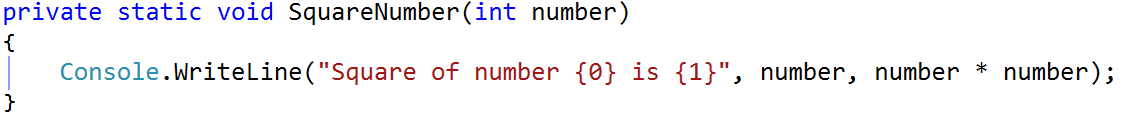 private static void SquareNumber(int number)
{
    Console.WriteLine("Square of number {0} is {1}", number, number * number);
}